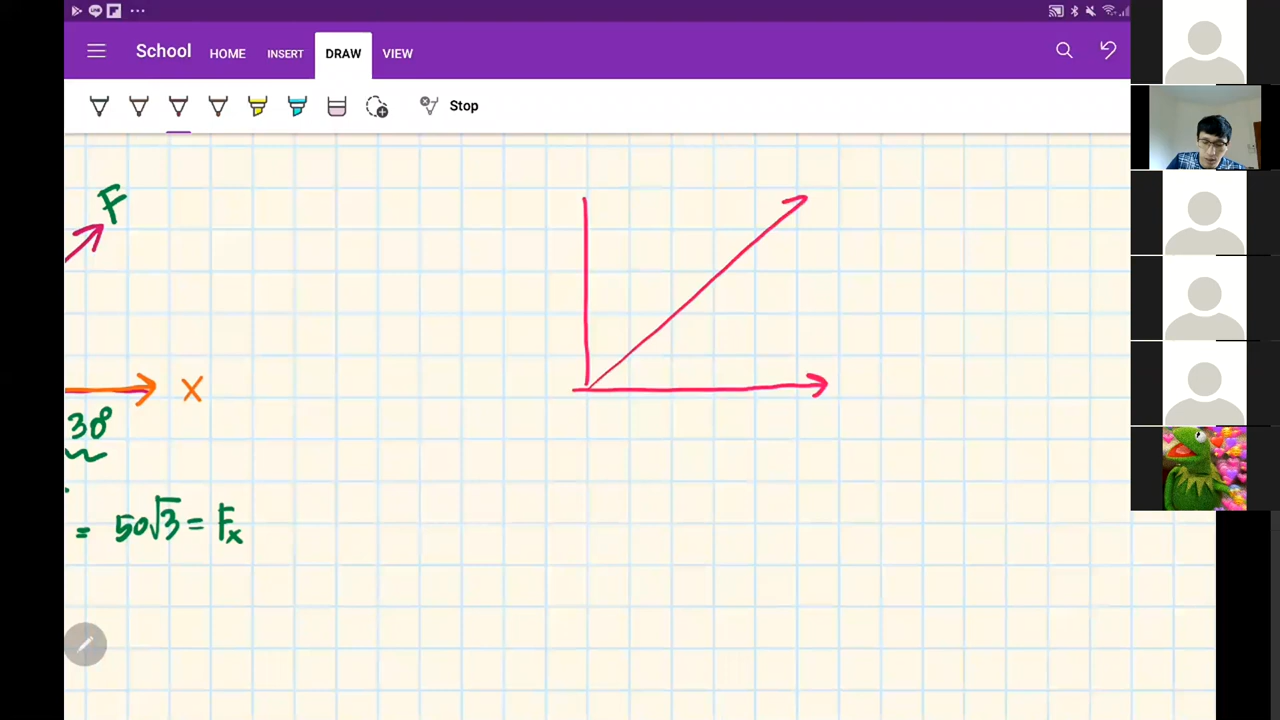 School HOME INSERT DRAW VIEW
Stop
F
x
30°
= 50√3 = Fx